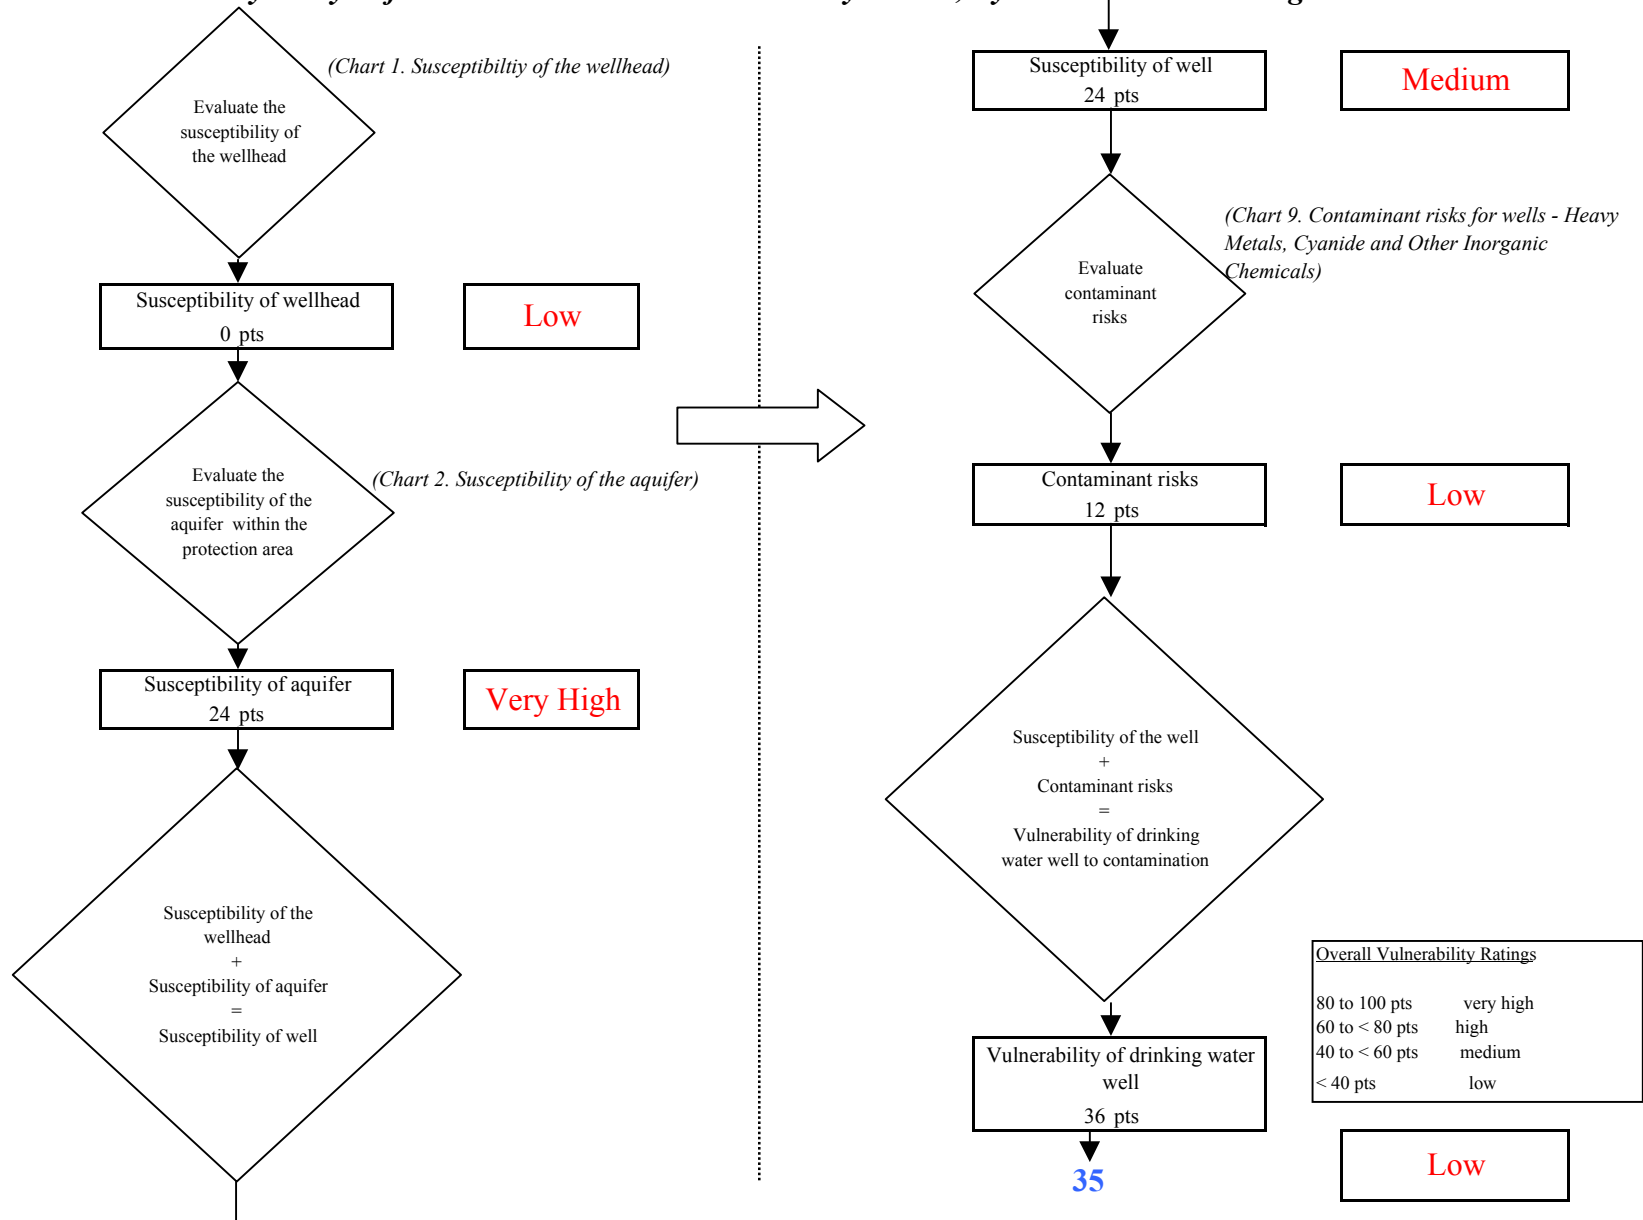 (Chart 1. Susceptibiltiy of the wellhead)
Evaluate the
susceptibility of
the wellhead
Susceptibility of wellhead
0 pts
Low
(Chart 2. Susceptibility of the aquifer)
Evaluate the
susceptibility of the
aquifer within the
protection area
Susceptibility of aquifer
24 pts
Very High
Susceptibility of the
wellhead
+
Susceptibility of aquifer
=
Susceptibility of well
Susceptibility of well
24 pts
Medium
(Chart 9. Contaminant risks for wells - Heavy
Metals, Cyanide and Other Inorganic
Chemicals)
Evaluate
contaminant
risks
Contaminant risks
12 pts
Low
Susceptibility of the well
+
Contaminant risks
=
Vulnerability of drinking
water well to contamination
Vulnerability of drinking water
well
36 pts
35
Overall Vulnerability Ratings
80 to 100 pts very high
60 to < 80 pts high
40 to < 60 pts medium
< 40 pts low
Low